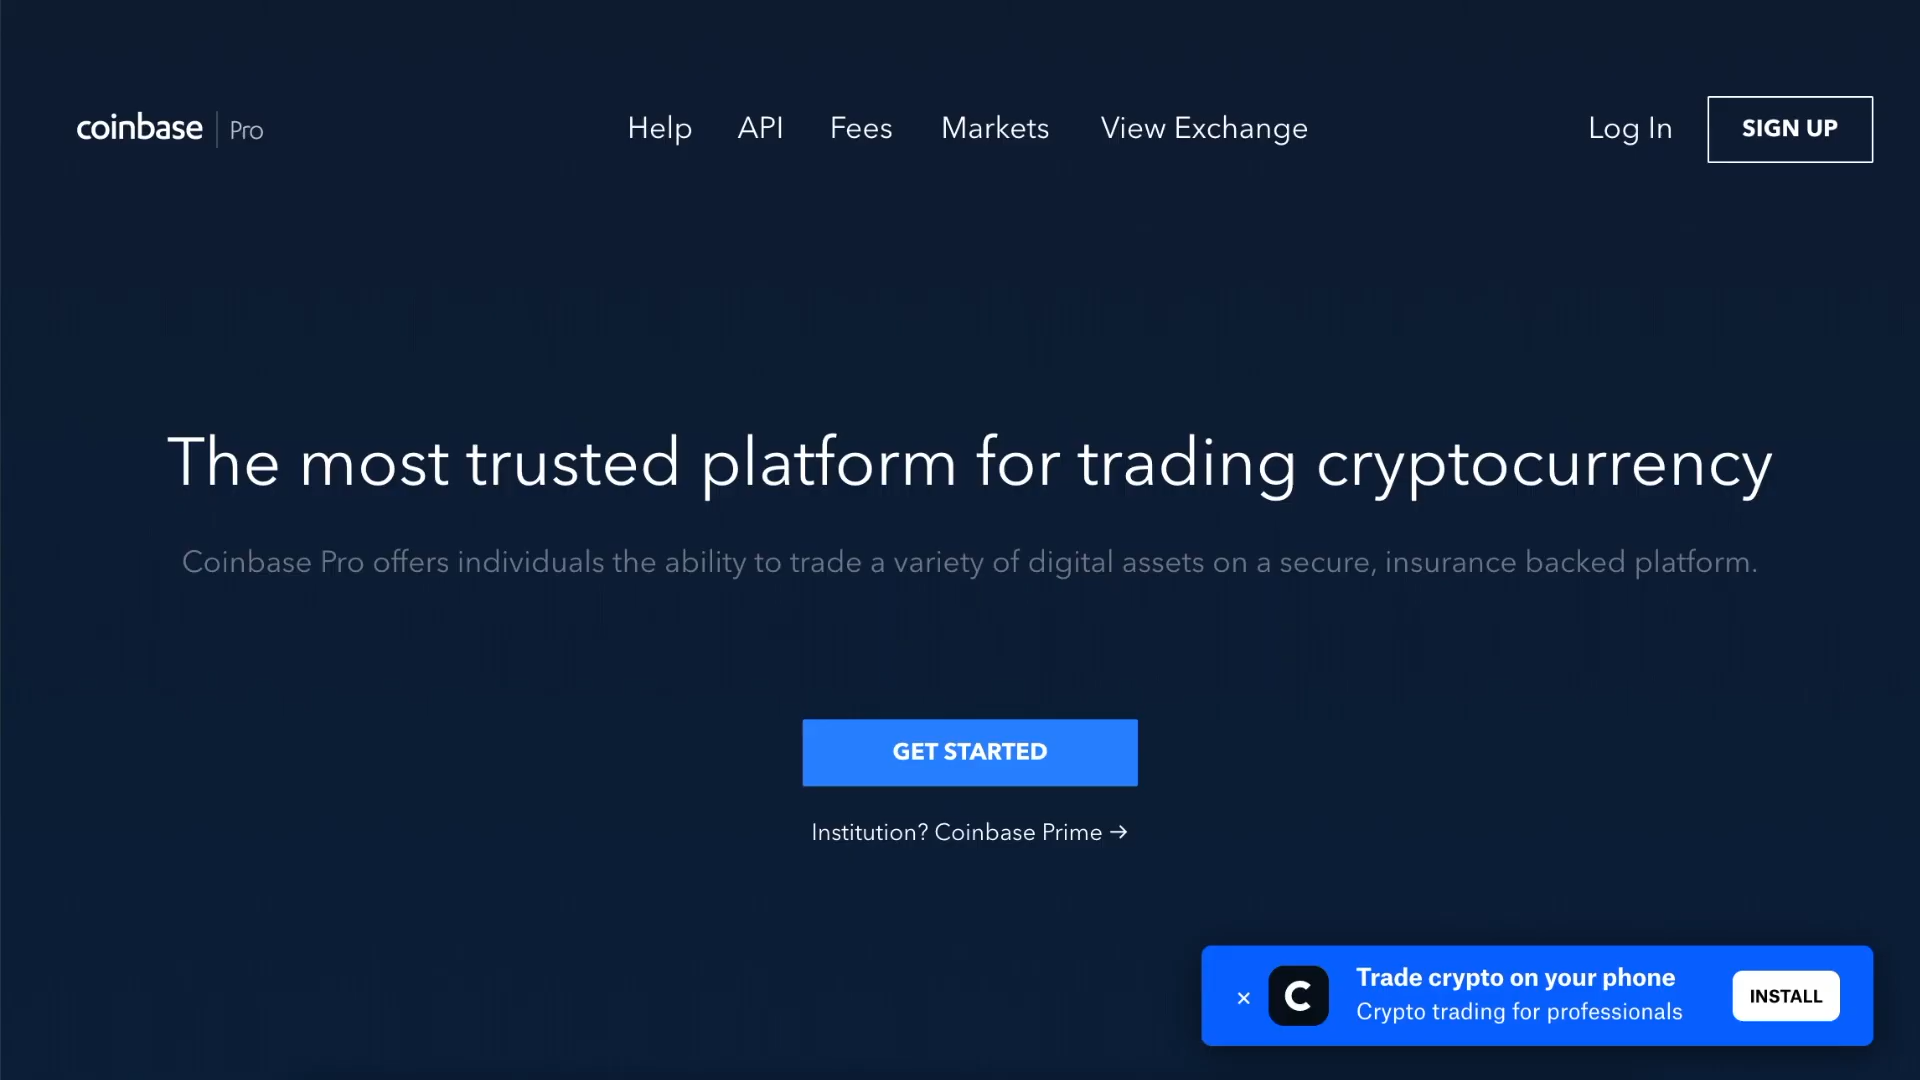 coinbase | Pro
Help API Fees Markets View Exchange
Log In SIGN UP
The most trusted platform for trading cryptocurrency
Coinbase Pro offers individuals the ability to trade a variety of digital assets on a secure, insurance backed platform.
GET STARTED
Institution? Coinbase Prime →
× C
Trade crypto on your phone
Crypto trading for professionals
INSTALL